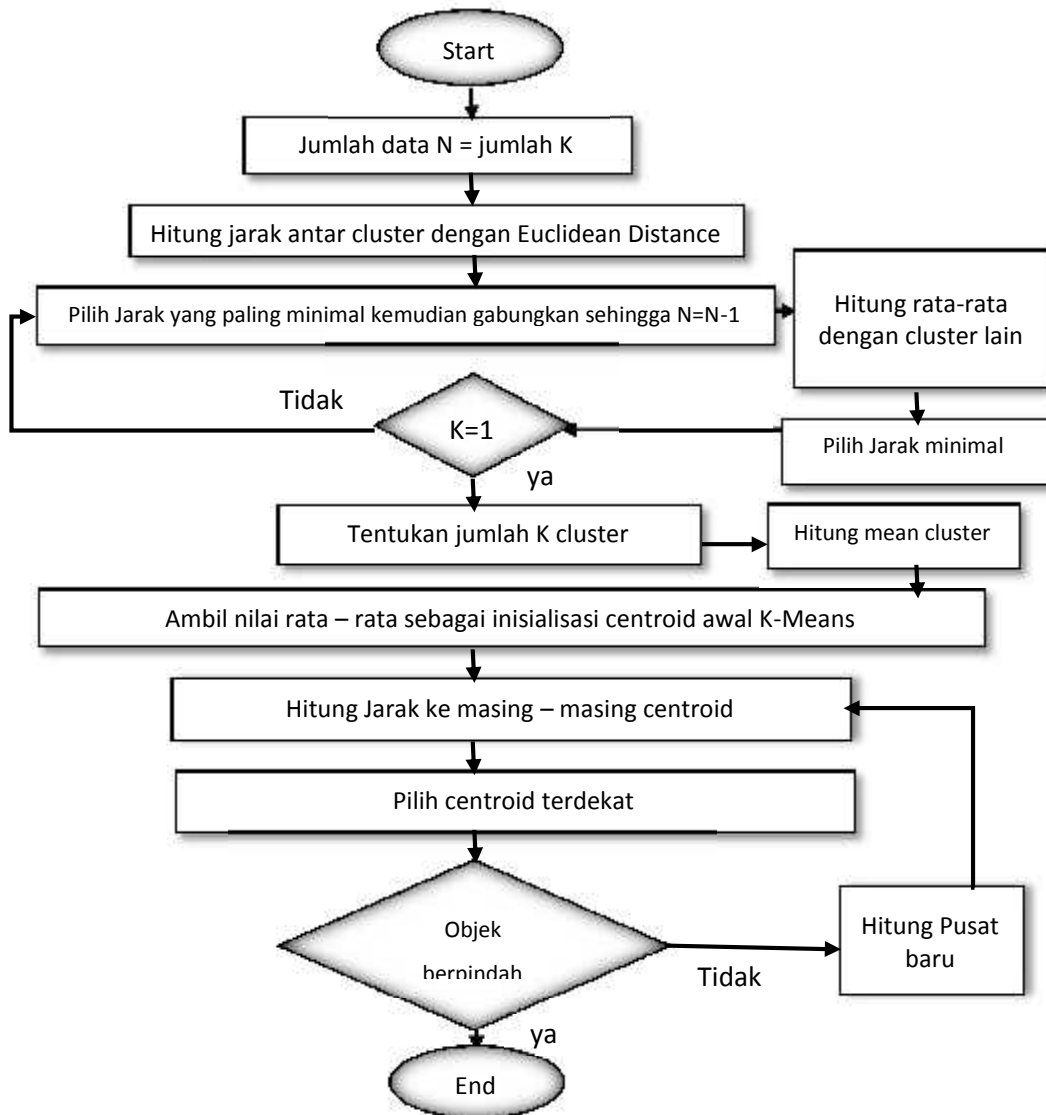 Start
Jumlah data N = jumlah K
Hitung jarak antar cluster dengan Euclidean Distance
Pilih Jarak yang paling minimal kemudian gabungkan sehingga N=N-1
Hitung rata-rata
dengan cluster lain
Tidak
K=1
Pilih Jarak minimal
ya
Tentukan jumlah K cluster
Hitung mean cluster
Ambil nilai rata – rata sebagai inisialisasi centroid awal K-Means
Hitung Jarak ke masing – masing centroid
Pilih centroid terdekat
Objek
berpindah
Tidak
Hitung Pusat
baru
ya
End